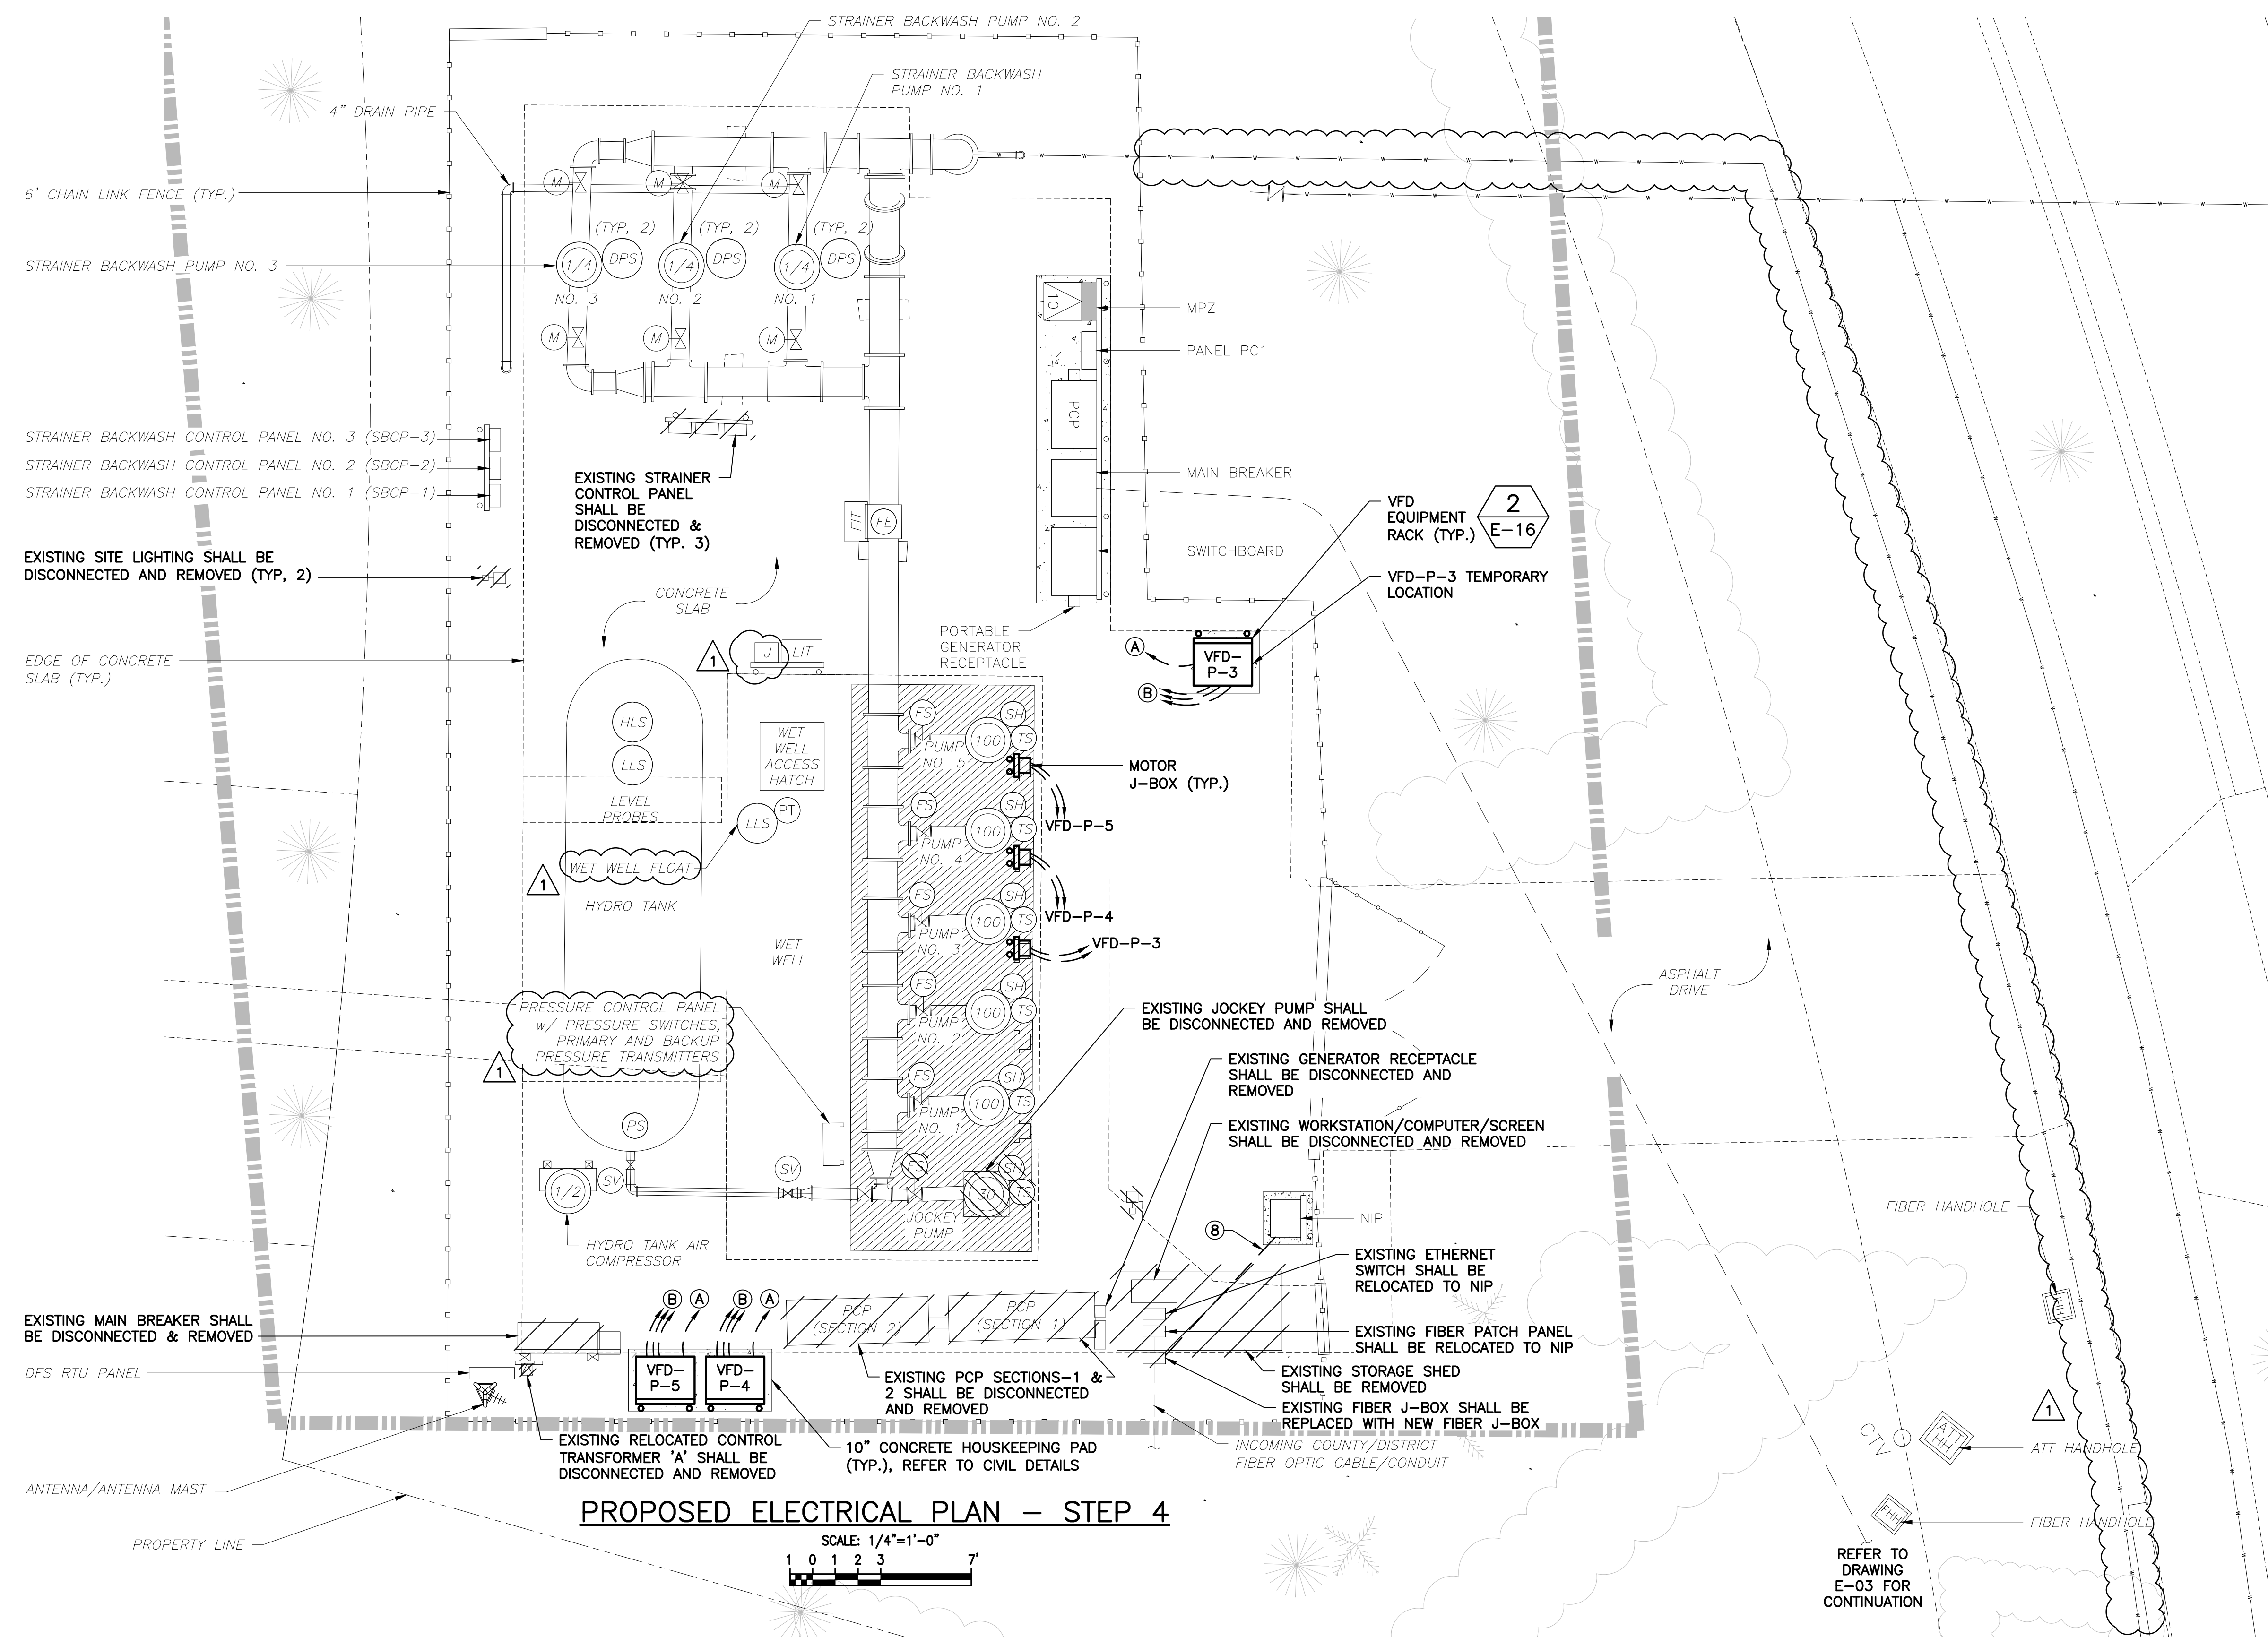 STRAINER BACKWASH PUMP NO. 2
STRAINER BACKWASH
PUMP NO. 1
4" DRAIN PIPE
6' CHAIN LINK FENCE (TYP.)
M
M
M
(TYP, 2)
(TYP, 2)
(TYP, 2)
STRAINER BACKWASH PUMP NO. 3
1/4
DPS
1/4
DPS
1/4
DPS
NO. 3
NO. 2
NO. 1
M
M
M
10
MPZ
PANEL PC1
PCP
MAIN BREAKER
SWITCHBOARD
STRAINER BACKWASH CONTROL PANEL NO. 3 (SBCP-3)
STRAINER BACKWASH CONTROL PANEL NO. 2 (SBCP-2)
STRAINER BACKWASH CONTROL PANEL NO. 1 (SBCP-1)
EXISTING STRAINER
CONTROL PANEL
SHALL BE
DISCONNECTED &
REMOVED (TYP. 3)
FIT
FE
VFD
EQUIPMENT
RACK (TYP.)
2
E-16
VFD-P-3 TEMPORARY
LOCATION
EXISTING SITE LIGHTING SHALL BE
DISCONNECTED AND REMOVED (TYP, 2)
CONCRETE
SLAB
PORTABLE
GENERATOR
RECEPTACLE
EDGE OF CONCRETE
SLAB (TYP.)
1
J
LIT
A
B
VFD-
P-3
HLS
LLS
LEVEL
PROBES
WET
WELL
ACCESS
HATCH
LLS
PT
WET WELL FLOAT
1
HYDRO TANK
WET
WELL
FS
SH
TS
100
PUMP
NO. 5
MOTOR
J-BOX (TYP.)
VFD-P-5
FS
SH
TS
100
PUMP
NO. 4
VFD-P-4
FS
SH
TS
100
PUMP
NO. 3
VFD-P-3
FS
SH
TS
100
PUMP
NO. 2
FS
SH
TS
100
PUMP
NO. 1
FS
SH
TS
30
JOCKEY
PUMP
PRESSURE CONTROL PANEL
w/ PRESSURE SWITCHES,
PRIMARY AND BACKUP
PRESSURE TRANSMITTERS
1
PS
SV
SV
1/2
HYDRO TANK AIR
COMPRESSOR
EXISTING JOCKEY PUMP SHALL
BE DISCONNECTED AND REMOVED
EXISTING GENERATOR RECEPTACLE
SHALL BE DISCONNECTED AND
REMOVED
EXISTING WORKSTATION/COMPUTER/SCREEN
SHALL BE DISCONNECTED AND REMOVED
ASPHALT
DRIVE
FIBER HANDHOLE
FHH
NIP
8
EXISTING ETHERNET
SWITCH SHALL BE
RELOCATED TO NIP
EXISTING FIBER PATCH PANEL
SHALL BE RELOCATED TO NIP
EXISTING STORAGE SHED
SHALL BE REMOVED
EXISTING FIBER J-BOX SHALL BE
REPLACED WITH NEW FIBER J-BOX
INCOMING COUNTY/DISTRICT
FIBER OPTIC CABLE/CONDUIT
EXISTING MAIN BREAKER SHALL
BE DISCONNECTED & REMOVED
DFS RTU PANEL
B
A
B
A
VFD-
P-5
VFD-
P-4
PCP
(SECTION 2)
PCP
(SECTION 1)
EXISTING PCP SECTIONS-1 &
2 SHALL BE DISCONNECTED
AND REMOVED
EXISTING RELOCATED CONTROL
TRANSFORMER 'A' SHALL BE
DISCONNECTED AND REMOVED
10" CONCRETE HOUSKEEPING PAD
(TYP.), REFER TO CIVIL DETAILS
ANTENNA/ANTENNA MAST
PROPERTY LINE
1
CTV
ATT
HH
ATT HANDHOLE
FHH
FIBER HANDHOLE
REFER TO
DRAWING
E-03 FOR
CONTINUATION
PROPOSED ELECTRICAL PLAN - STEP 4
SCALE: 1/4"=1'-0"
1 0 1 2 3 7'